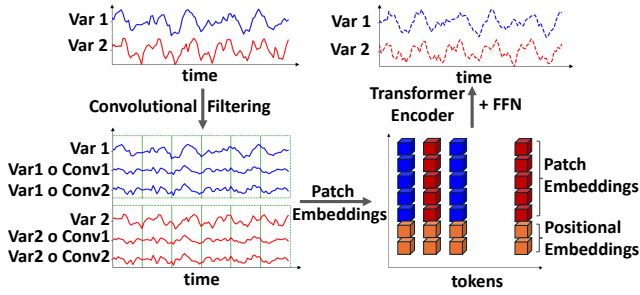 Var 1
Var 2
time
Var 1
Var 2
time
Convolutional Filtering
Transformer Encoder + FFN
Var 1
Var1 o Conv1
Var1 o Conv2
Var 2
Var2 o Conv1
Var2 o Conv2
time
Patch
Embeddings
Patch
Embeddings
Positional
Embeddings
tokens